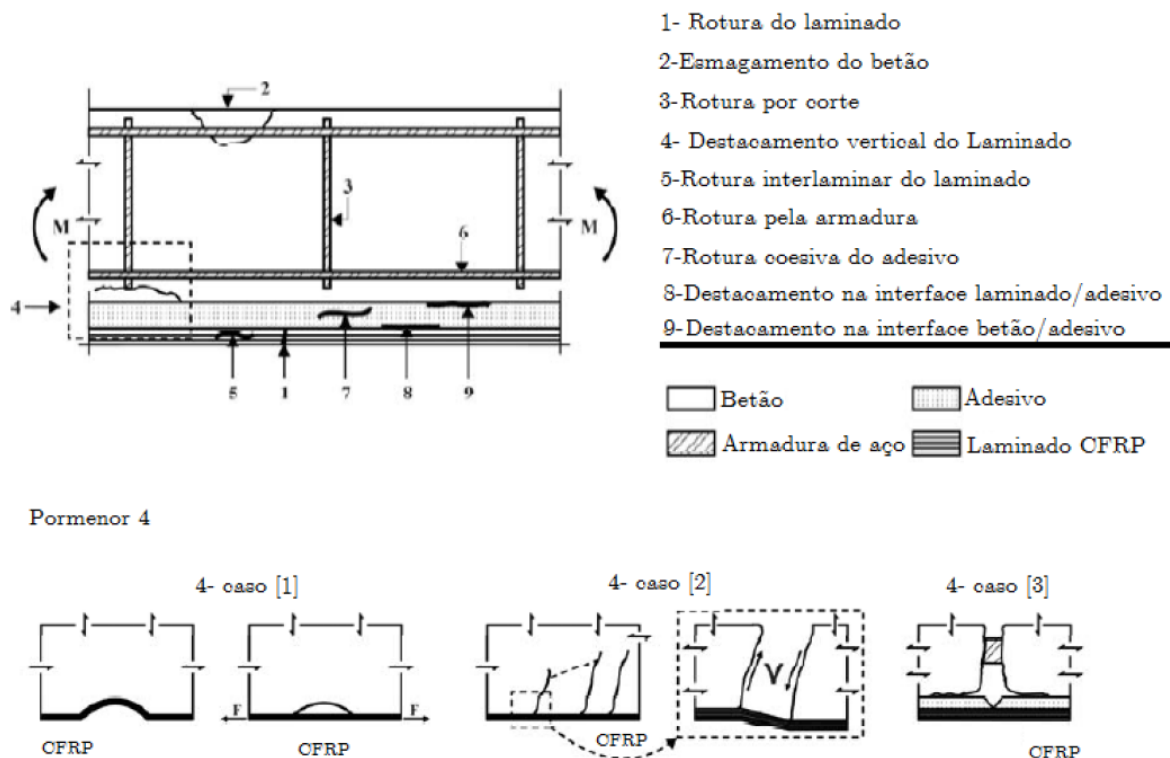 1- Rotura do laminado
2-Esmagamento do betão
3-Rotura por corte
4- Destacamento vertical do Laminado
5-Rotura interlaminar do laminado
6-Rotura pela armadura
7-Rotura coesiva do adesivo
8-Destacamento na interface laminado/adesivo
9-Destacamento na interface betão/adesivo
2
3
M
M
6
4
5
1
7
8
9
Betão
Adesivo
Armadura de aço
Laminado CFRP
Pormenor 4
4- caso [1]
4- caso [2]
4- caso [3]
V
F
F
CFRP
CFRP
CFRP
CFRP